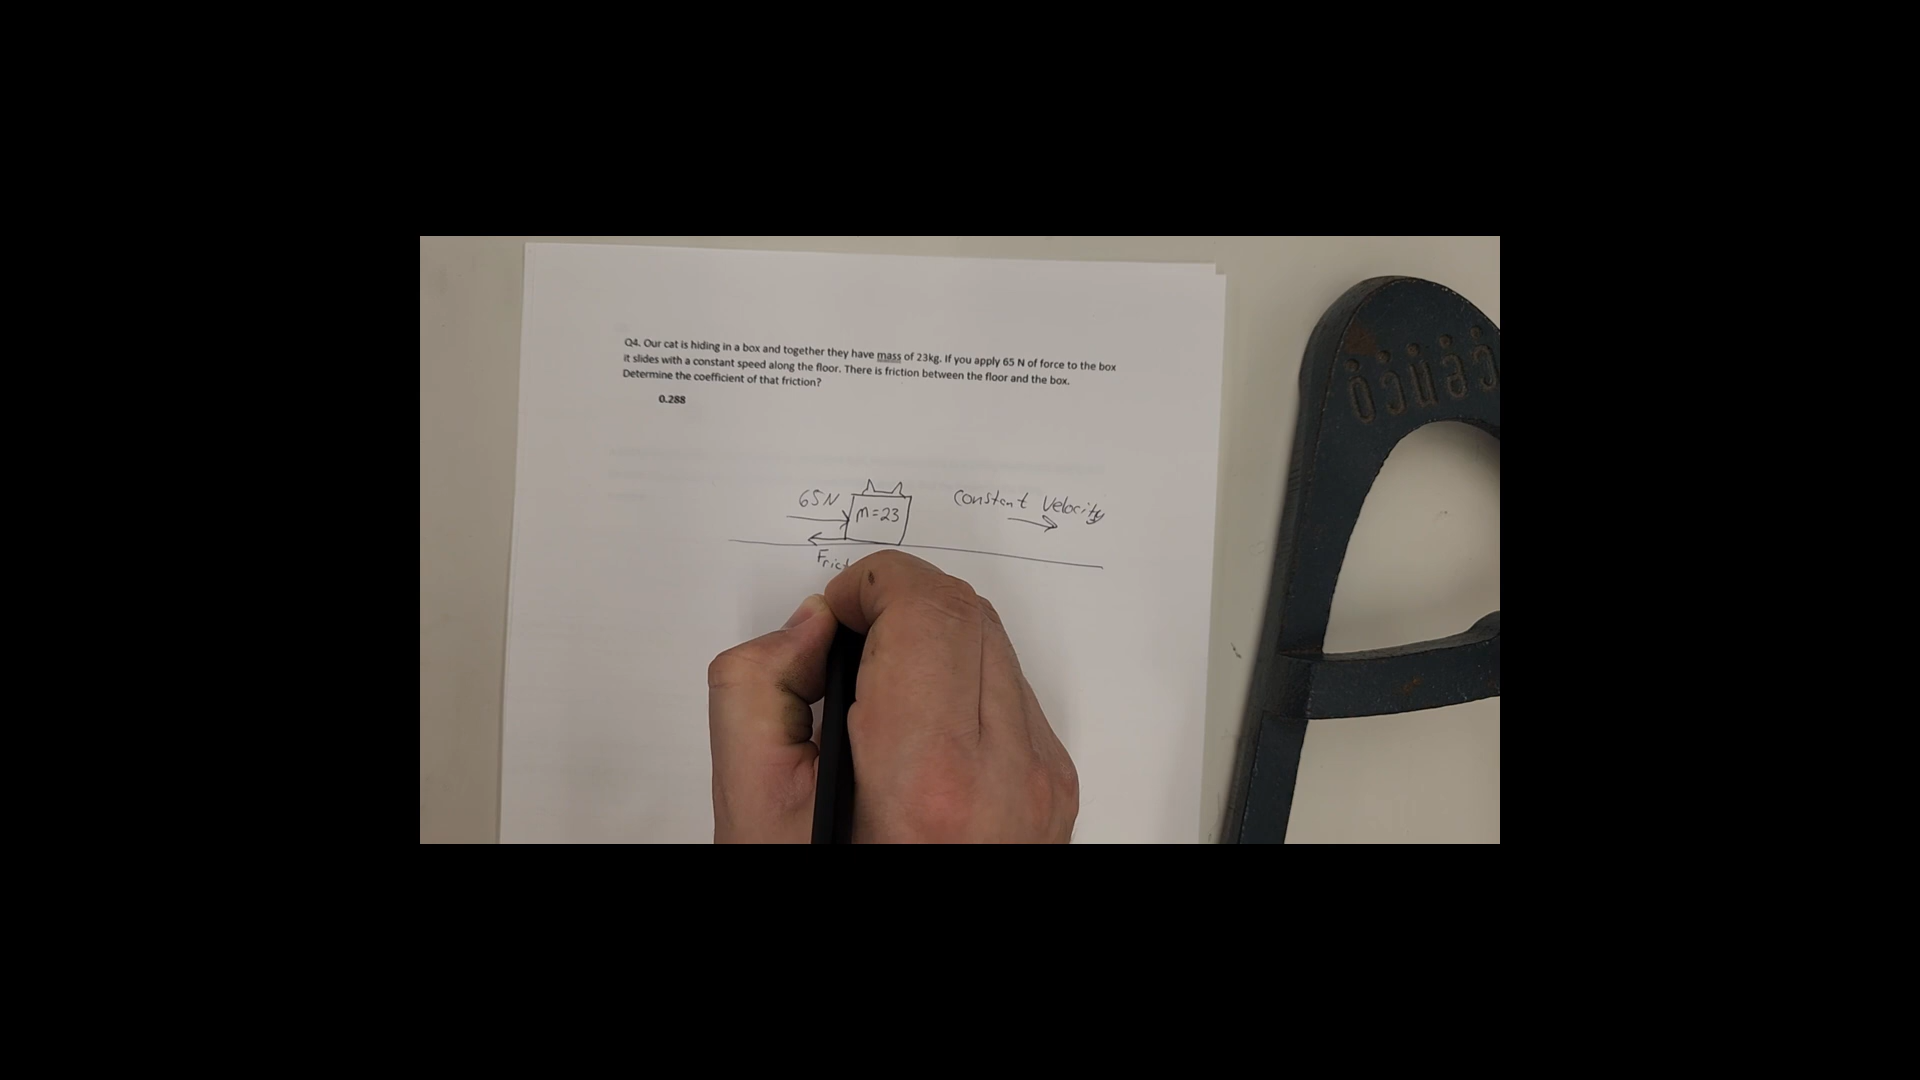 Q4. Our cat is hiding in a box and together they have mass of 23kg. If you apply 65 N of force to the box
it slides with a constant speed along the floor. There is friction between the floor and the box.
Determine the coefficient of that friction?
0.288
65N
m=23
Constant Velocity